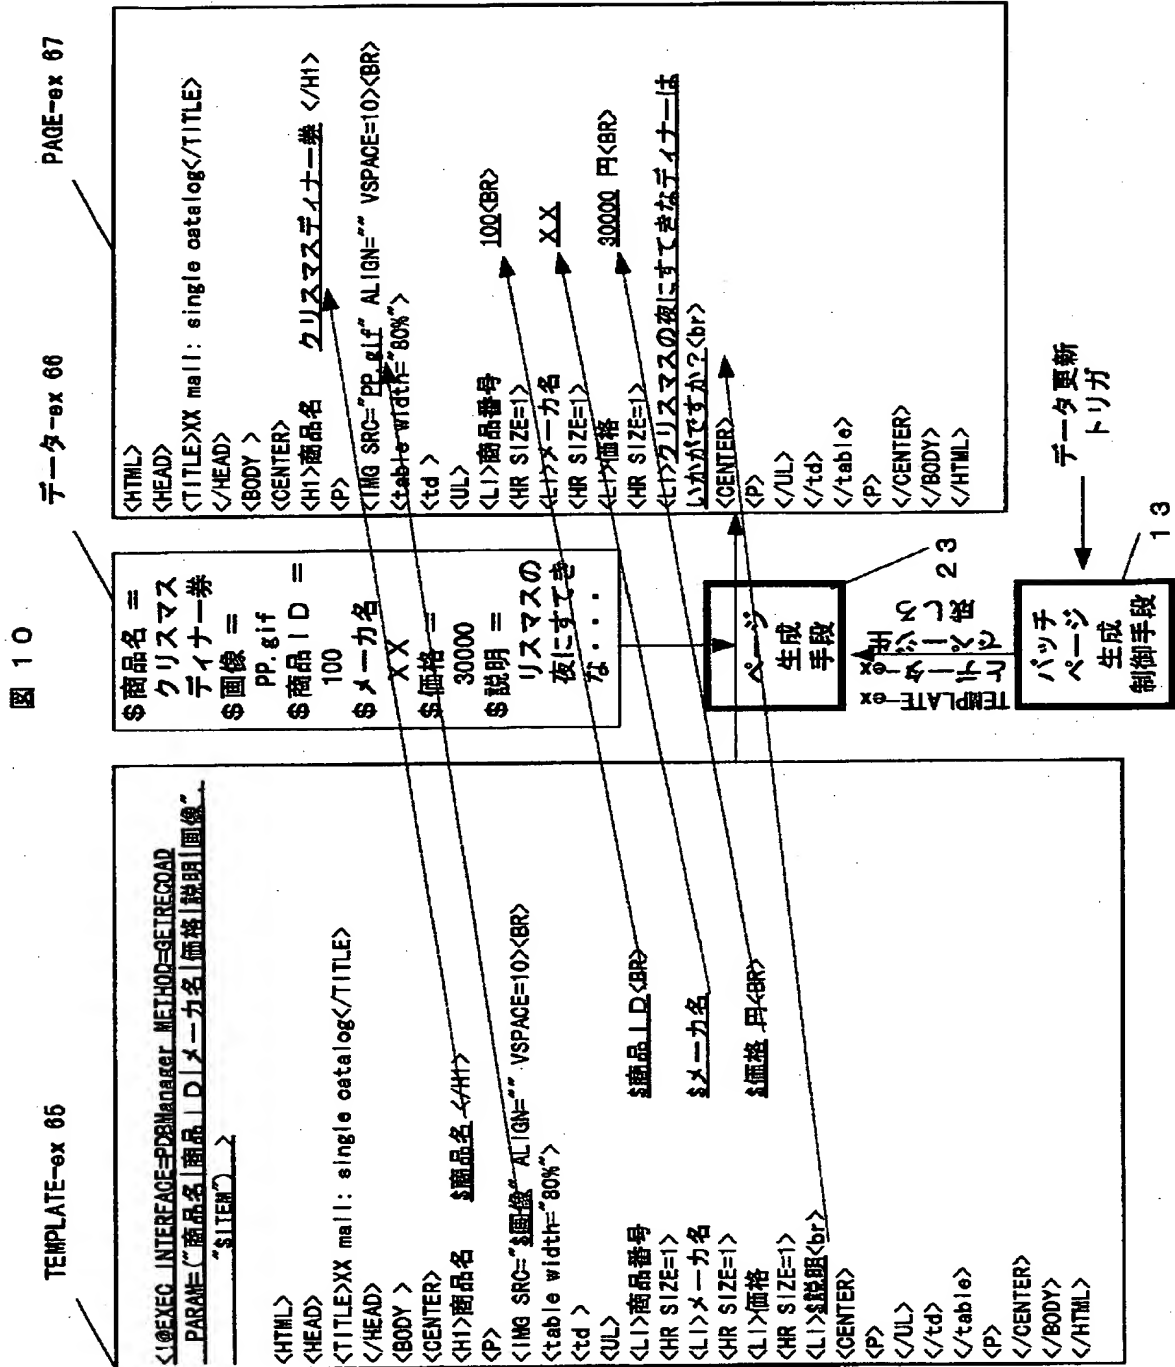 図 10
TEMPLATE-ex 65
<!@EXEC INTERFACE=PDBManager METHOD=GETRECOAD
PARAM=("商品名|商品ID|メーカ名|価格|説明|画像",
"$ITEM") >
<HTML>
<HEAD>
<TITLE>XX mall: single catalog</TITLE>
</HEAD>
<BODY >
<CENTER>
<H1>商品名 $商品名 </H1>
<P>
<IMG SRC="$画像" ALIGN="" VSPACE=10><BR>
<table width="80%">
<td >
<UL>
<LI>商品番号 $商品ID<BR>
<HR SIZE=1>
<LI>メーカ名 $メーカ名
<HR SIZE=1>
<LI>価格 $価格 円<BR>
<HR SIZE=1>
<LI>$説明<br>
<CENTER>
<P>
</UL>
</td>
</table>
<P>
</CENTER>
</BODY>
</HTML>
データ-ex 66
$商品名 =
クリスマス
ディナー券
$画像 =
PP.gif
$商品ID =
100
$メーカ名
XX
$価格 =
30000
$説明 =
リスマスの
夜にすてき
な・・・
ページ
生成
手段
23
TEMPLATE-ex
バッチ
ページ
生成
制御手段
13
データ更新
トリガ
PAGE-ex 67
<HTML>
<HEAD>
<TITLE>XX mall: single catalog</TITLE>
</HEAD>
<BODY >
<CENTER>
<H1>商品名 クリスマスディナー券 </H1>
<P>
<IMG SRC="PP.gif" ALIGN="" VSPACE=10><BR>
<table width="80%">
<td >
<UL>
<LI>商品番号 100<BR>
<HR SIZE=1>
<LI>メーカ名 XX
<HR SIZE=1>
<LI>価格 30000 円<BR>
<HR SIZE=1>
<LI>クリスマスの夜にすてきなディナーは
いかがですか?<br>
<CENTER>
<P>
</UL>
</td>
</table>
<P>
</CENTER>
</BODY>
</HTML>